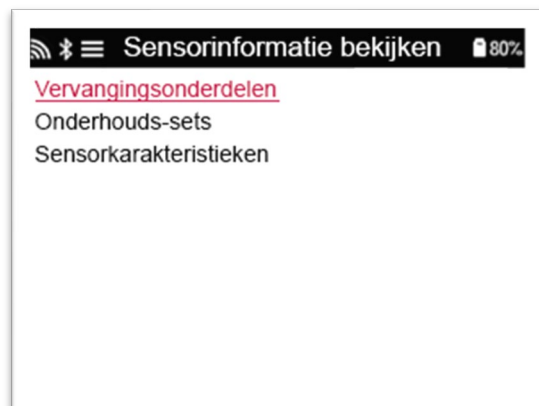 Sensorinformatie bekijken 80%
Vervangingsonderdelen
Onderhouds-sets
Sensorkarakteristieken